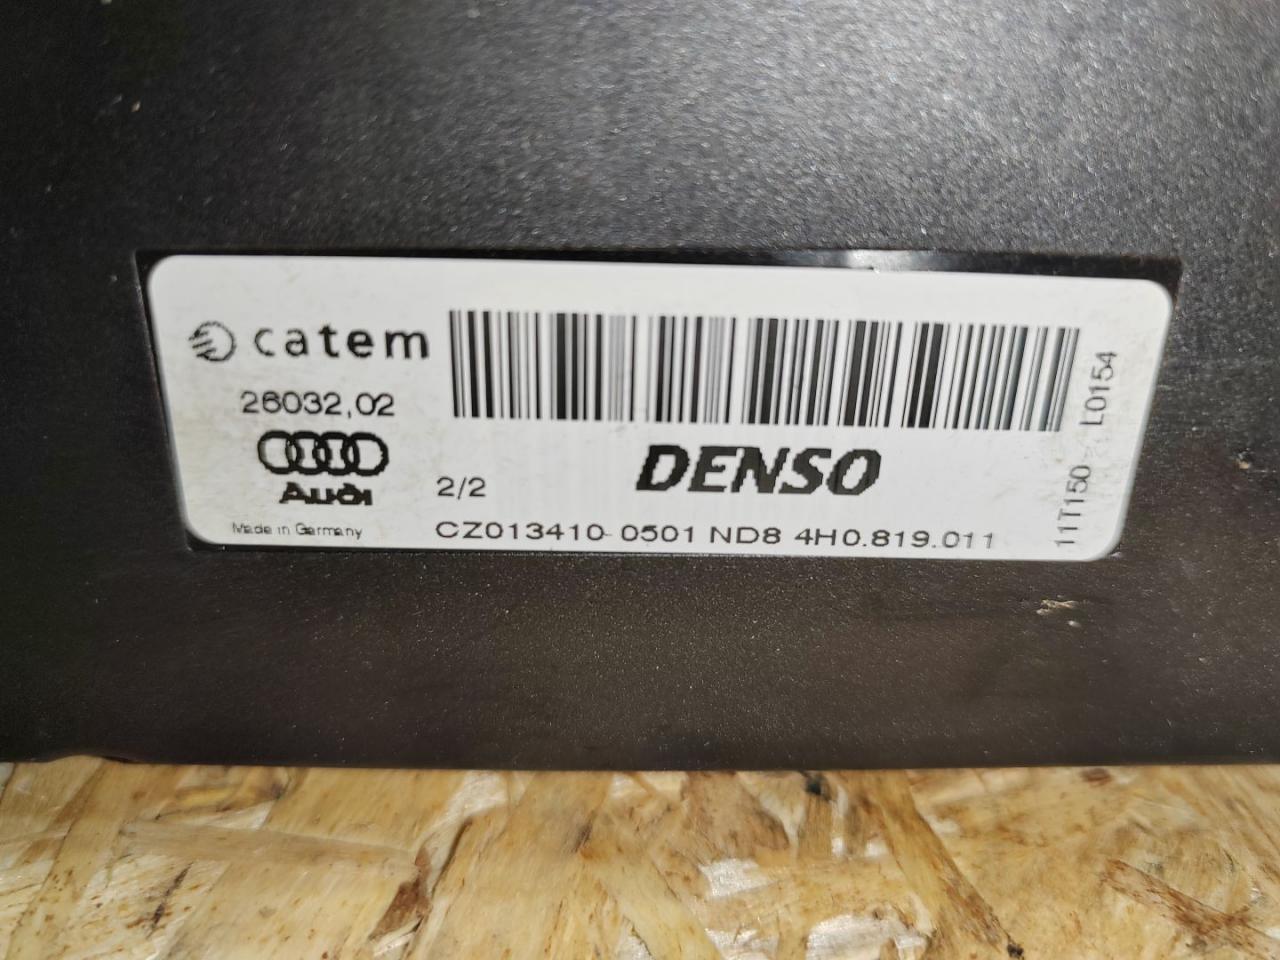 catem
26032,02
Audi
2/2
DENSO
Made in Germany
CZ013410-0501 ND8 4H0.819.011
11T150 L0154